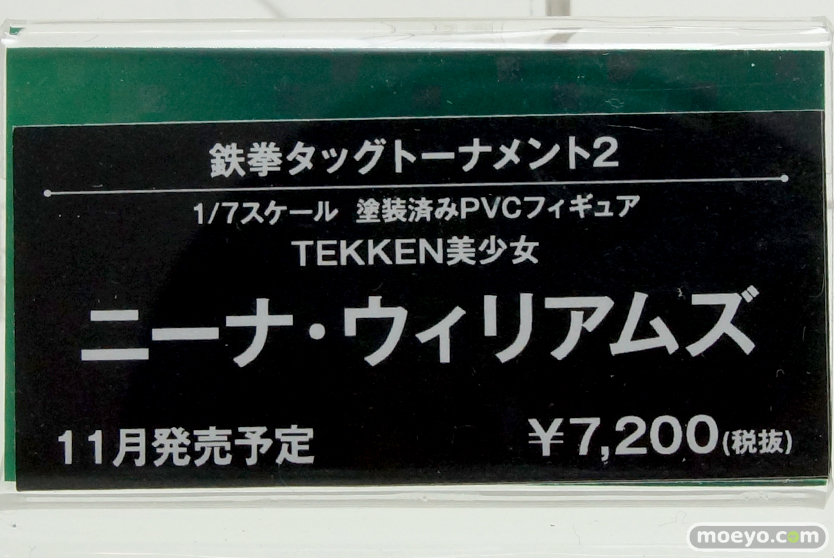 鉄拳タッグトーナメント2
1/7スケール 塗装済みPVCフィギュア
TEKKEN美少女
ニーナ・ウィリアムズ
11月発売予定
￥7,200(税抜)
moeyo.com